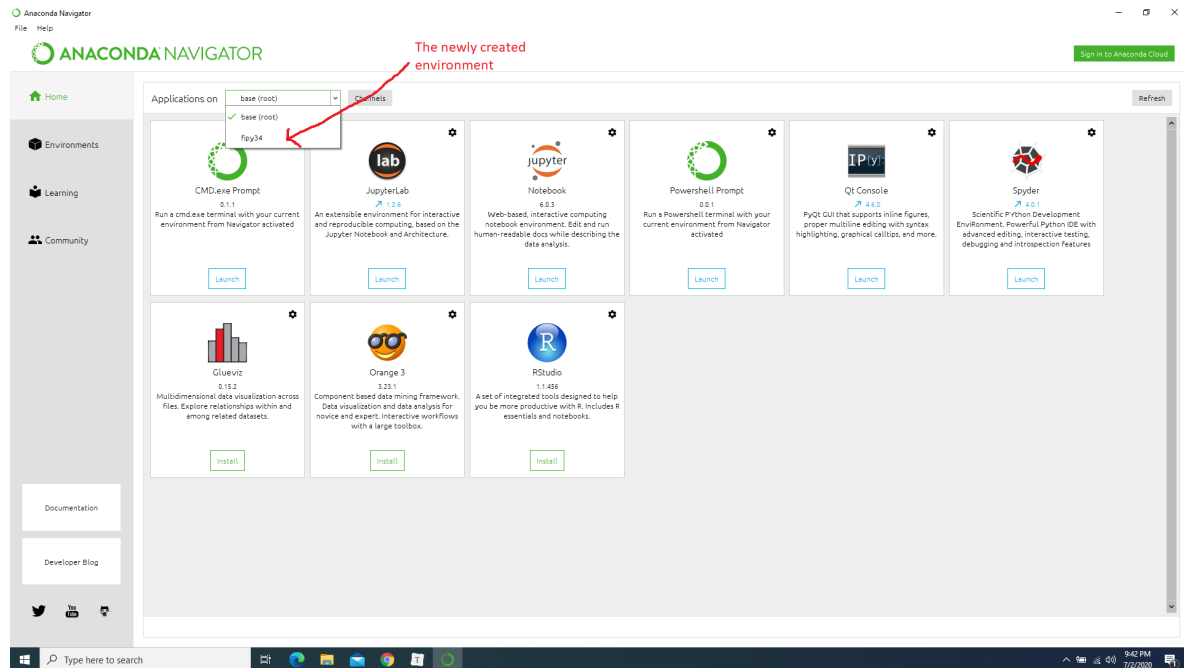 Anaconda Navigator
File Help
ANACONDA NAVIGATOR
The newly created
environment
Sign in to Anaconda Cloud
Home
Environments
Learning
Community
Applications on
base (root)
Channels
Refresh
base (root)
fipy34
CMD.exe Prompt
0.1.1
Run a cmd.exe terminal with your current
environment from Navigator activated
Launch
lab
JupyterLab
1.2.6
An extensible environment for interactive
and reproducible computing, based on the
Jupyter Notebook and Architecture.
Launch
jupyter
Notebook
6.0.3
Web-based, interactive computing
notebook environment. Edit and run
human-readable docs while describing the
data analysis.
Launch
Powershell Prompt
0.0.1
Run a Powershell terminal with your
current environment from Navigator
activated
Launch
IP[y]:
Qt Console
4.6.0
PyQt GUI that supports inline figures,
proper multiline editing with syntax
highlighting, graphical calltips, and more.
Launch
Spyder
4.0.1
Scientific PYthon Development
EnviRonment. Powerful Python IDE with
advanced editing, interactive testing,
debugging and introspection features
Launch
Glueviz
0.15.2
Multidimensional data visualization across
files. Explore relationships within and
among related datasets.
Install
Orange 3
3.23.1
Component based data mining framework.
Data visualization and data analysis for
novice and expert. Interactive workflows
with a large toolbox.
Install
R
RStudio
1.1.456
A set of integrated tools designed to help
you be more productive with R. Includes R
essentials and notebooks.
Install
Documentation
Developer Blog
You
Tube
Type here to search
T
9:42 PM
7/2/2020